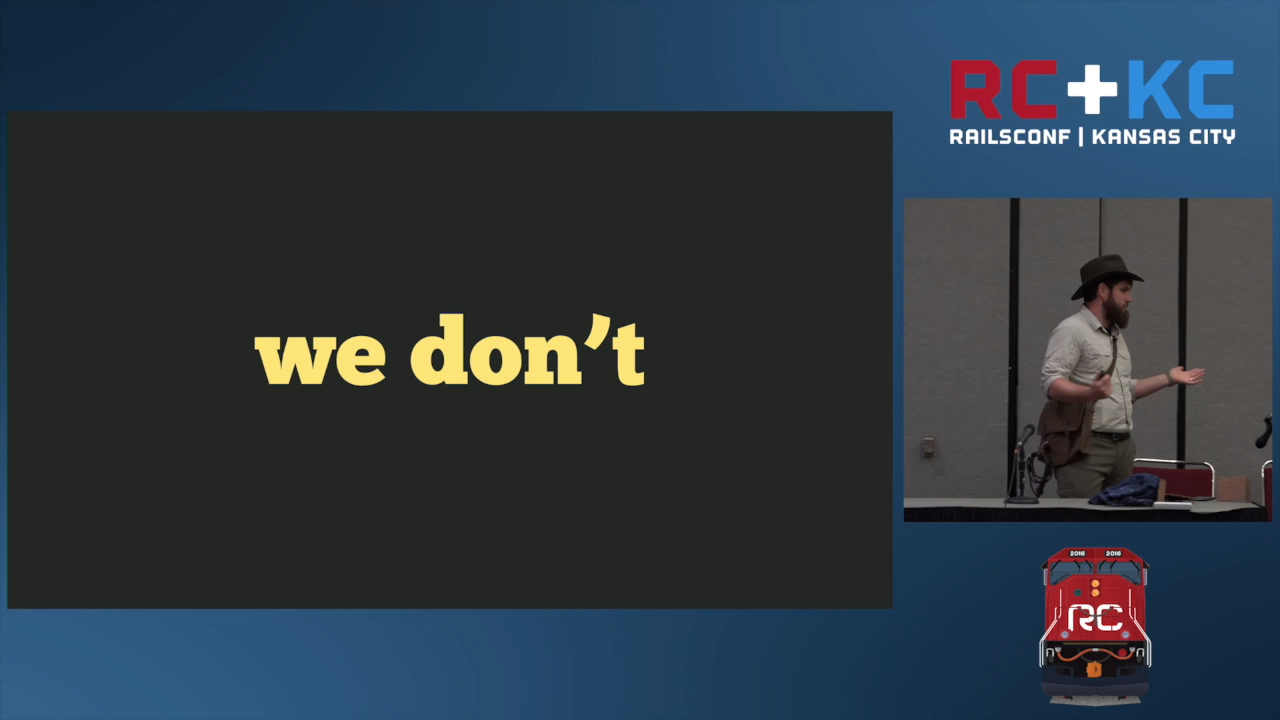 we don’t
RC+KC
RAILSCONF | KANSAS CITY
2016 2016
RC